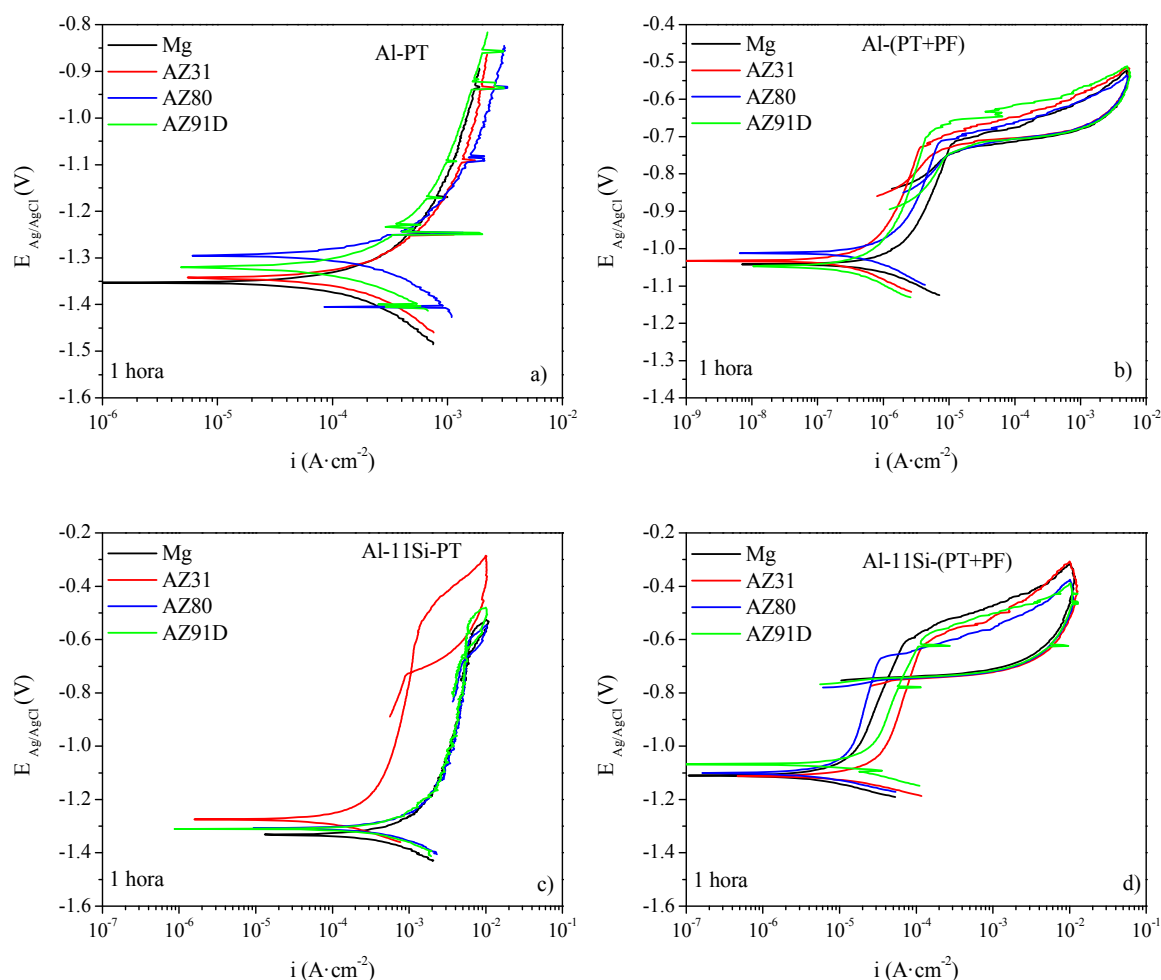 -0.8
-0.9
-1.0
-1.1
-1.2
-1.3
-1.4
-1.5
-1.6
E Ag/AgCl (V)
Mg
AZ31
AZ80
AZ91D
Al-PT
1 hora
a)
10-6 10-5 10-4 10-3 10-2
i (A·cm-2)
-0.4
-0.5
-0.6
-0.7
-0.8
-0.9
-1.0
-1.1
-1.2
-1.3
-1.4
E Ag/AgCl (V)
Mg
AZ31
AZ80
AZ91D
Al-(PT+PF)
1 hora
b)
10-9 10-8 10-7 10-6 10-5 10-4 10-3 10-2
i (A·cm-2)
-0.2
-0.4
-0.6
-0.8
-1.0
-1.2
-1.4
-1.6
E Ag/AgCl (V)
Mg
AZ31
AZ80
AZ91D
Al-11Si-PT
1 hora
c)
10-7 10-6 10-5 10-4 10-3 10-2 10-1
i (A·cm-2)
-0.2
-0.4
-0.6
-0.8
-1.0
-1.2
-1.4
-1.6
E Ag/AgCl (V)
Mg
AZ31
AZ80
AZ91D
Al-11Si-(PT+PF)
1 hora
d)
10-7 10-6 10-5 10-4 10-3 10-2 10-1
i (A·cm-2)